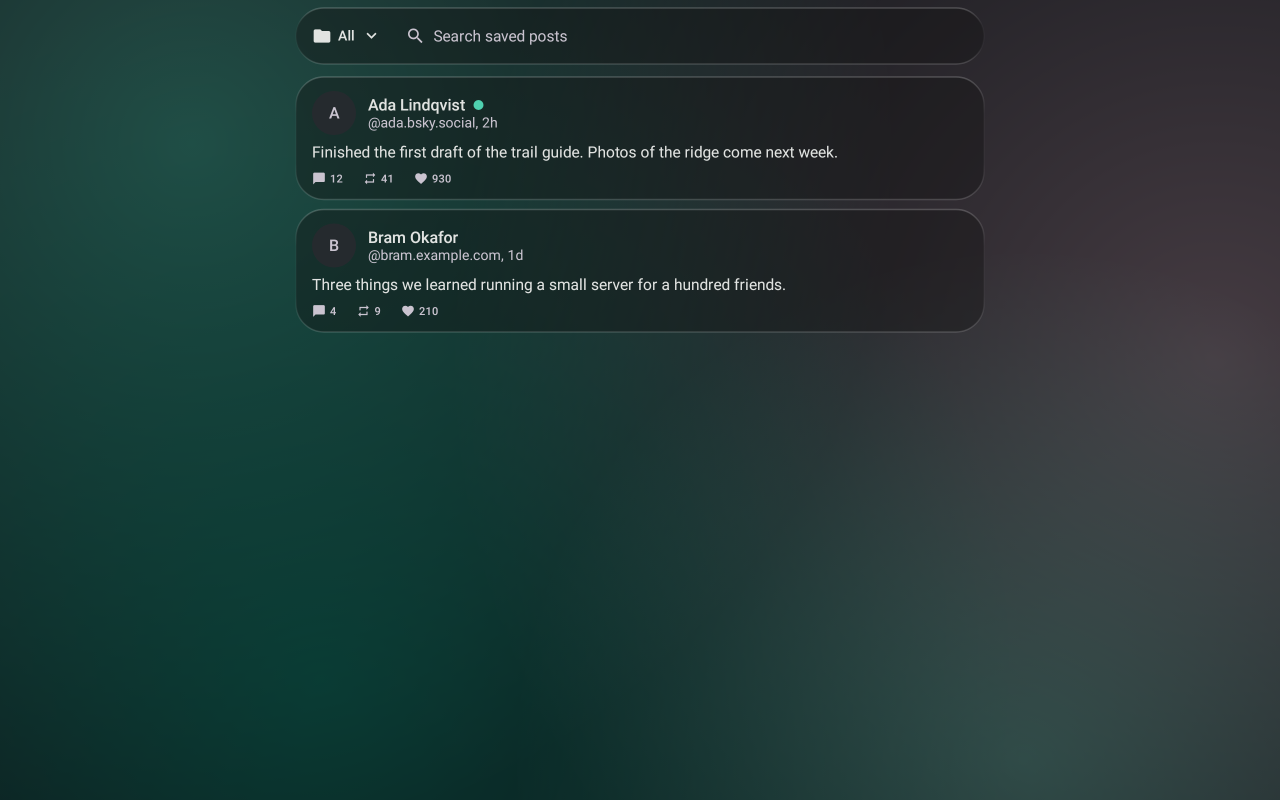 All
Search saved posts
A
Ada Lindqvist
@ada.bsky.social, 2h
Finished the first draft of the trail guide. Photos of the ridge come next week.
12 41 930
B
Bram Okafor
@bram.example.com, 1d
Three things we learned running a small server for a hundred friends.
4 9 210